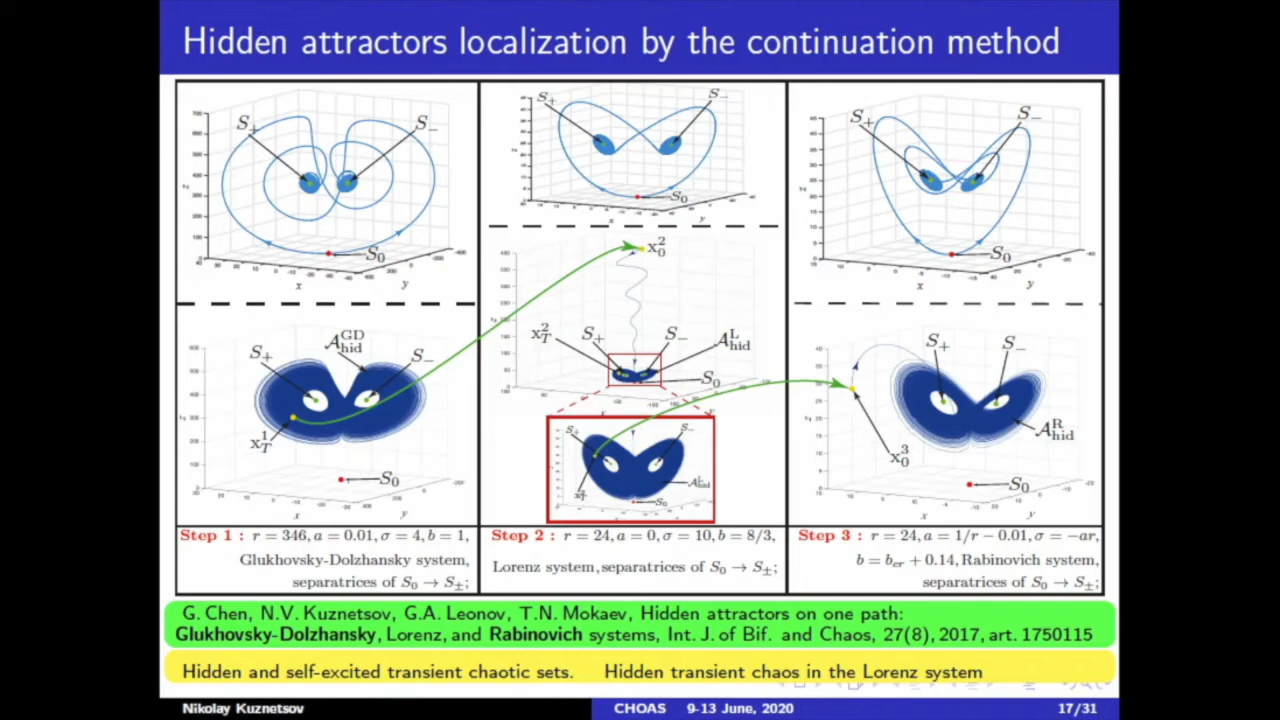 Hidden attractors localization by the continuation method
S₊
S₋
S₀
x
y
z
S₊
S₋
S₀
x
y
z
S₊
S₋
S₀
x
y
z
S₊
𝒜ᴳᴰ_hid
S₋
x¹_T
S₀
x
y
x²₀
x²_T
S₊
S₋
𝒜ᴸ_hid
S₀
S₊
S₋
S₀
S₊
S₋
𝒜ᴿ_hid
x³₀
S₀
x
y
Step 1 : r = 346, a = 0.01, σ = 4, b = 1,
Glukhovsky-Dolzhansky system,
separatrices of S₀ → S±;
Step 2 : r = 24, a = 0, σ = 10, b = 8/3,
Lorenz system, separatrices of S₀ → S±;
Step 3 : r = 24, a = 1/r − 0.01, σ = −ar,
b = b_cr + 0.14, Rabinovich system,
separatrices of S₀ → S±;
G. Chen, N.V. Kuznetsov, G.A. Leonov, T.N. Mokaev, Hidden attractors on one path:
Glukhovsky-Dolzhansky, Lorenz, and Rabinovich systems, Int. J. of Bif. and Chaos, 27(8), 2017, art. 1750115
Hidden and self-excited transient chaotic sets. Hidden transient chaos in the Lorenz system
Nikolay Kuznetsov CHOAS 9-13 June, 2020 17/31